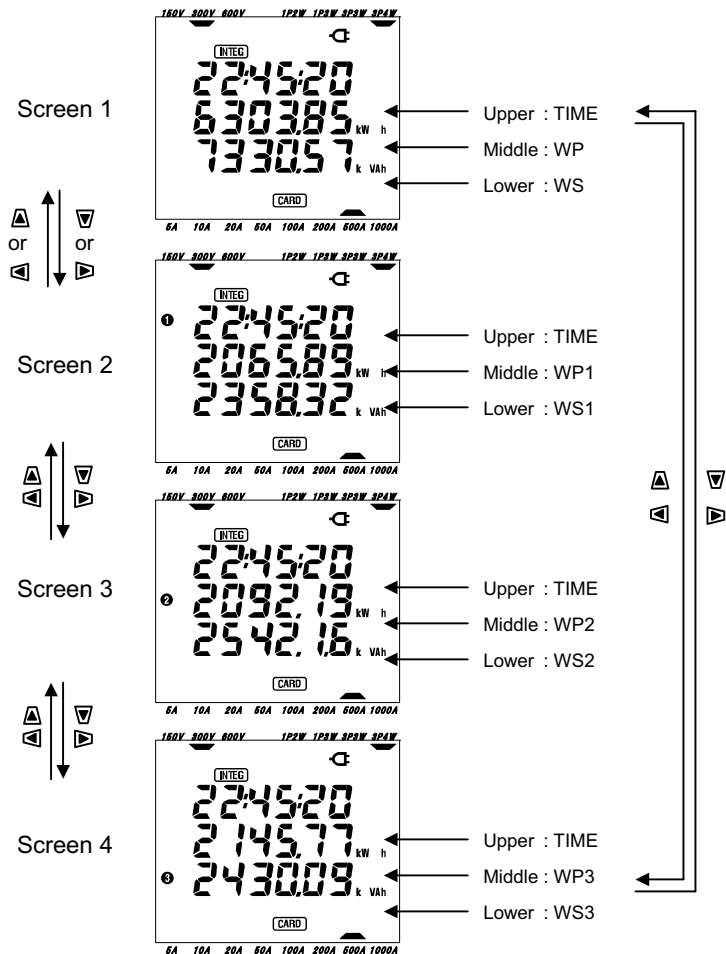 150V 300V 600V 1P2W 1P3W 3P3W 3P4W
INTEG
22:45:20
Screen 1
6303.85 kW h
Upper : TIME
7330.57 k VAh
Middle : WP
Lower : WS
CARD
5A 10A 20A 50A 100A 200A 500A 1000A
or or
150V 300V 600V 1P2W 1P3W 3P3W 3P4W
INTEG
1 22:45:20
Upper : TIME
Screen 2
2065.89 kW h
Middle : WP1
2358.32 k VAh
Lower : WS1
CARD
5A 10A 20A 50A 100A 200A 500A 1000A
150V 300V 600V 1P2W 1P3W 3P3W 3P4W
INTEG
22:45:20
Screen 3
Upper : TIME
2 2092.19 kW h
Middle : WP2
2542.16 k VAh
Lower : WS2
CARD
5A 10A 20A 50A 100A 200A 500A 1000A
150V 300V 600V 1P2W 1P3W 3P3W 3P4W
INTEG
22:45:20
Screen 4
2145.77 kW h
Upper : TIME
3 2430.09 k VAh
Middle : WP3
Lower : WS3
CARD
5A 10A 20A 50A 100A 200A 500A 1000A